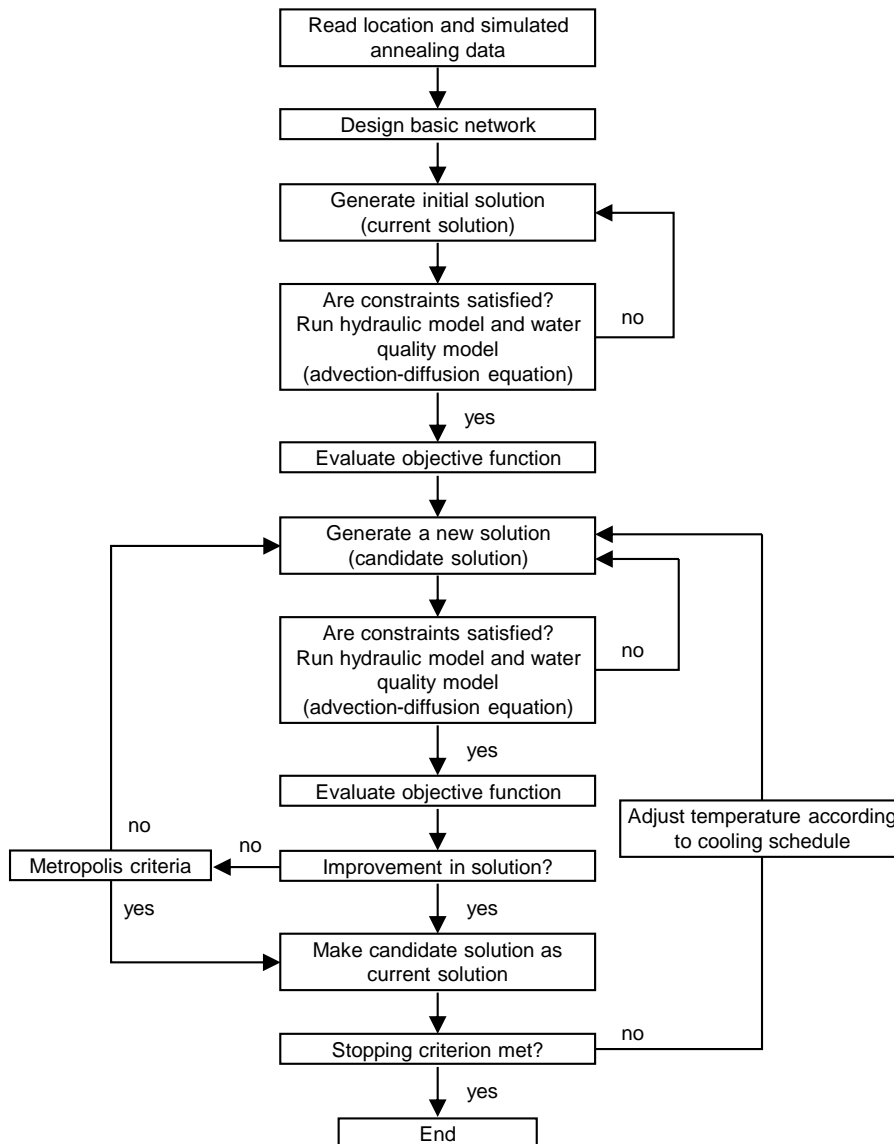 Read location and simulated
annealing data
Design basic network
Generate initial solution
(current solution)
Are constraints satisfied?
Run hydraulic model and water
quality model
(advection-diffusion equation)
no
yes
Evaluate objective function
Generate a new solution
(candidate solution)
Are constraints satisfied?
Run hydraulic model and water
quality model
(advection-diffusion equation)
no
yes
Evaluate objective function
Adjust temperature according
to cooling schedule
no
Metropolis criteria
no
Improvement in solution?
yes
yes
Make candidate solution as
current solution
Stopping criterion met?
no
yes
End